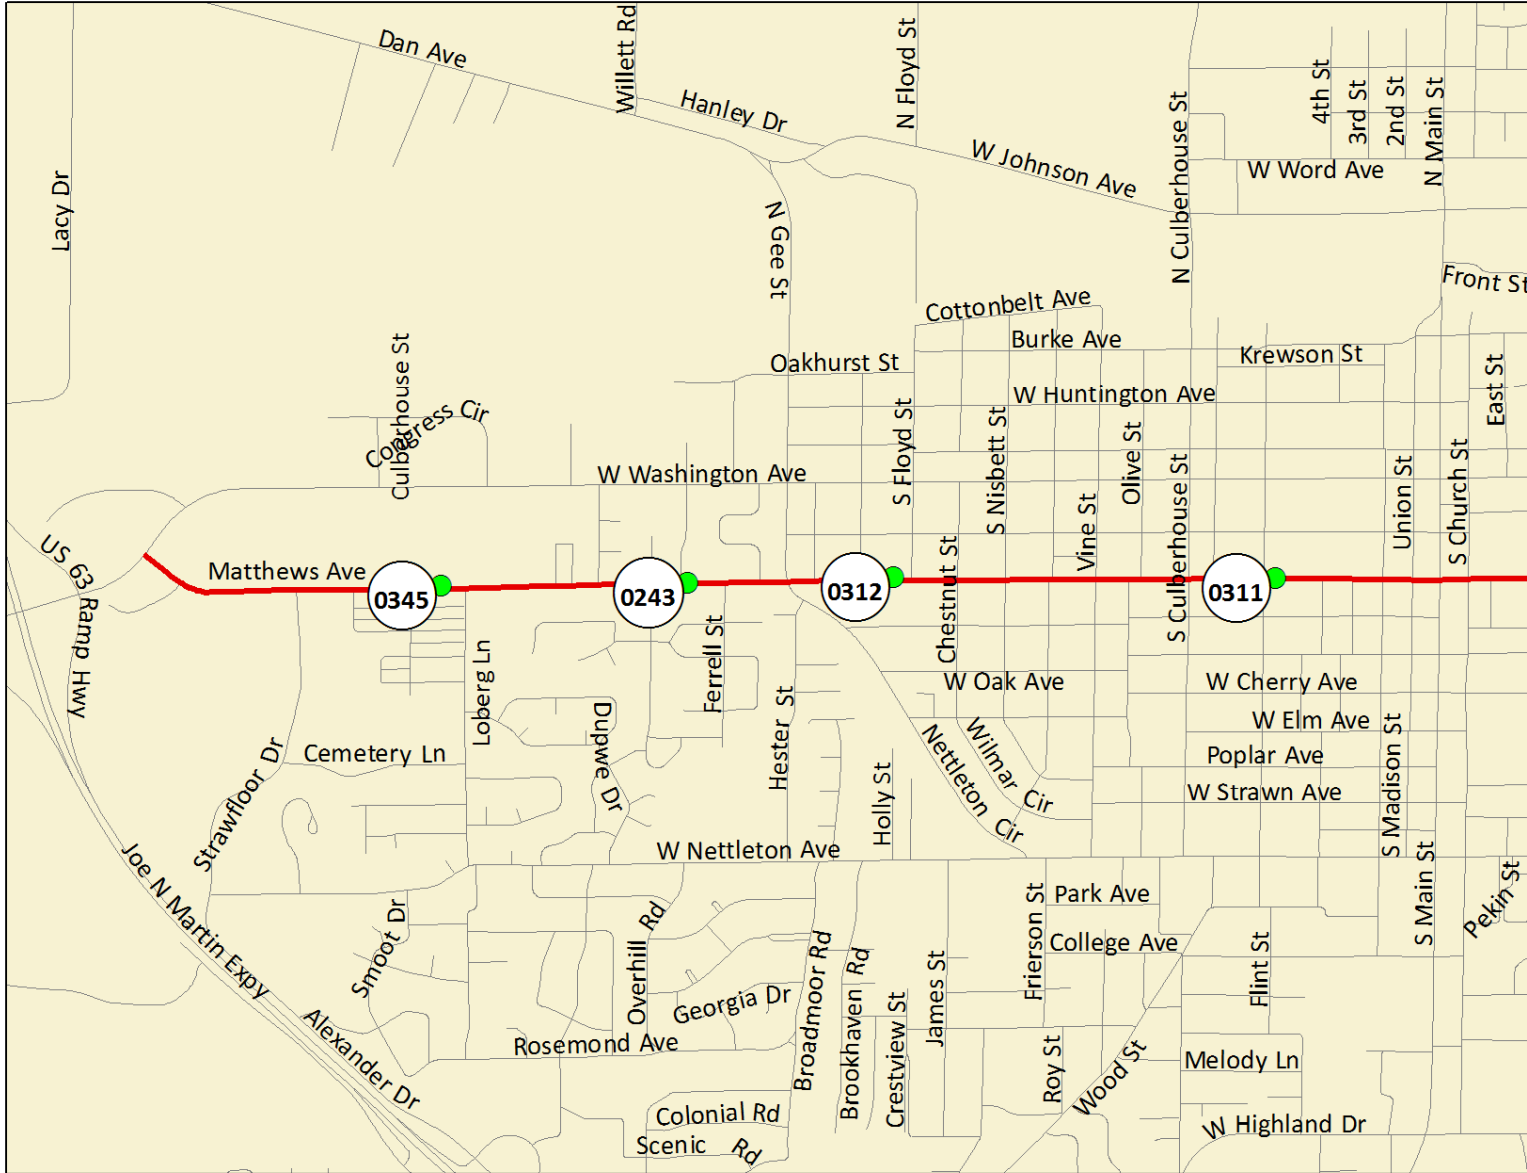 Dan Ave
Willett Rd
Hanley Dr
N Floyd St
W Johnson Ave
N Culberhouse St
4th St
3rd St
2nd St
N Main St
W Word Ave
Lacy Dr
N Gee St
Front St
Cottonbelt Ave
Burke Ave
Krewson St
Oakhurst St
W Huntington Ave
East St
Culberhouse St
Congress Cir
W Washington Ave
S Floyd St
S Nisbett St
Olive St
Vine St
S Culberhouse St
Union St
S Church St
US 63 Ramp Hwy
Matthews Ave
0345
0243
0312
0311
Chestnut St
Loberg Ln
Ferrell St
Hester St
W Oak Ave
W Cherry Ave
W Elm Ave
Poplar Ave
W Strawn Ave
S Madison St
Cemetery Ln
Strawfloor Dr
Dupwe Dr
Holly St
Nettleton Cir
Wilmar Cir
W Nettleton Ave
Joe N Martin Expy
Smoot Dr
Overhill Rd
Georgia Dr
Broadmoor Rd
Brookhaven Rd
Crestview St
James St
Frierson St
Park Ave
College Ave
Flint St
S Main St
Pekin St
Alexander Dr
Rosemond Ave
Roy St
Wood St
Melody Ln
Colonial Rd
Scenic Rd
W Highland Dr